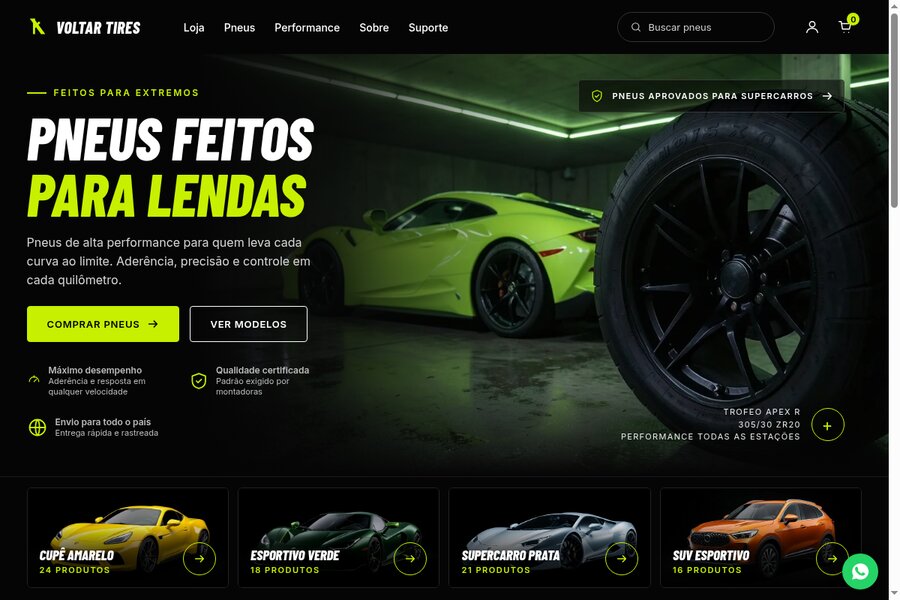 VOLTAR TIRES
Loja
Pneus
Performance
Sobre
Suporte
Buscar pneus
0
FEITOS PARA EXTREMOS
PNEUS APROVADOS PARA SUPERCARROS
PNEUS FEITOS
PARA LENDAS
Pneus de alta performance para quem leva cada
curva ao limite. Aderência, precisão e controle em
cada quilômetro.
COMPRAR PNEUS
VER MODELOS
Máximo desempenho
Aderência e resposta em
qualquer velocidade
Qualidade certificada
Padrão exigido por
montadoras
Envio para todo o país
Entrega rápida e rastreada
TROFEO APEX R
305/30 ZR20
PERFORMANCE TODAS AS ESTAÇÕES
CUPÊ AMARELO
24 PRODUTOS
ESPORTIVO VERDE
18 PRODUTOS
SUPERCARRO PRATA
21 PRODUTOS
SUV ESPORTIVO
16 PRODUTOS